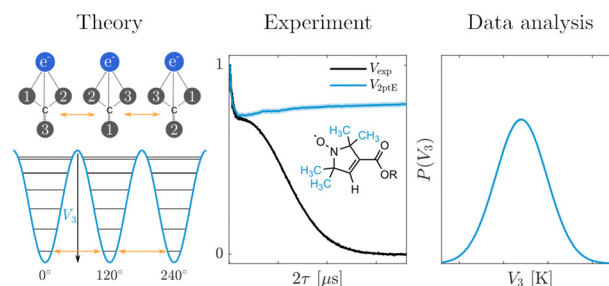 Theory
Experiment
Data analysis
e⁻ e⁻ e⁻
1 2 3 1 2 3
c c c
3 1 2
V₃
0° 120° 240°
1
0
V_exp
V_2ptE
O
H₃C
CH₃
N
O
H₃C
H₃C
OR
H
2τ [μs]
P(V₃)
V₃ [K]